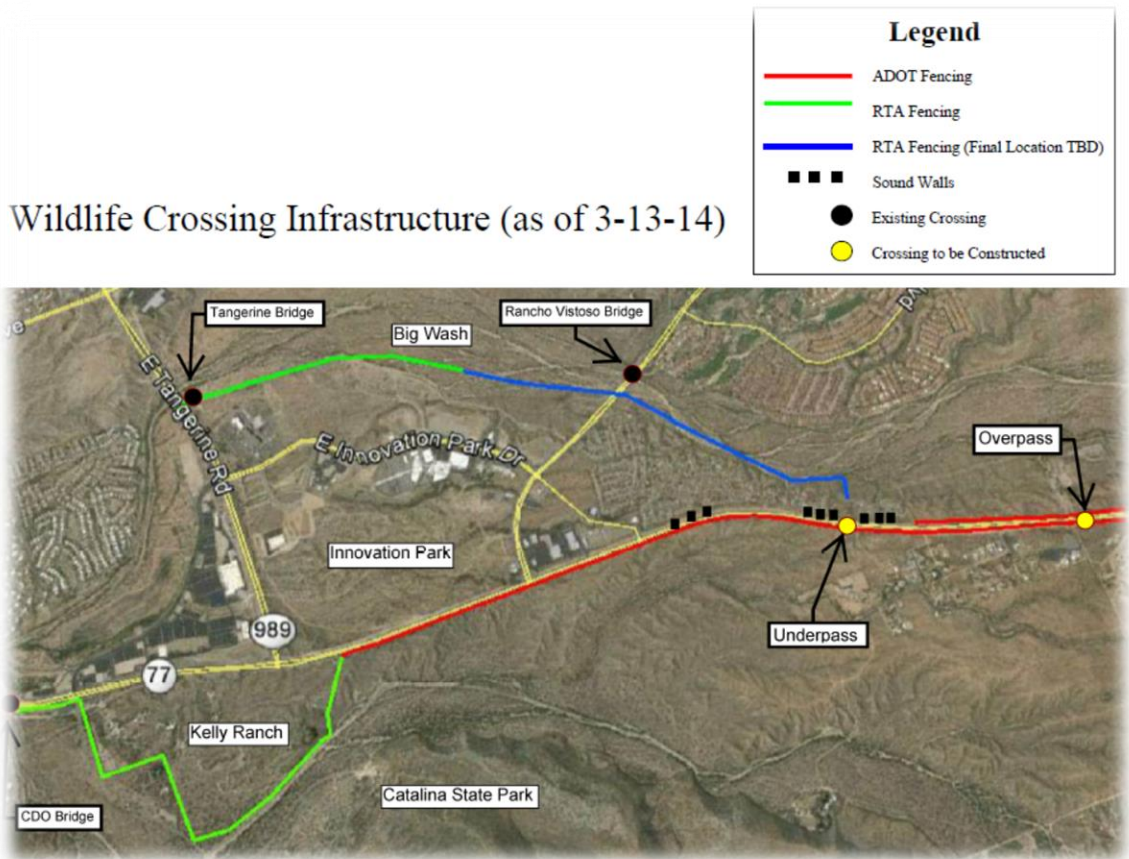 Legend
ADOT Fencing
RTA Fencing
RTA Fencing (Final Location TBD)
Sound Walls
Existing Crossing
Crossing to be Constructed
Wildlife Crossing Infrastructure (as of 3-13-14)
Tangerine Bridge
Rancho Vistoso Bridge
Big Wash
E Tangerine Rd
E Innovation Park Dr
Overpass
Innovation Park
Underpass
989
77
Kelly Ranch
Catalina State Park
CDO Bridge